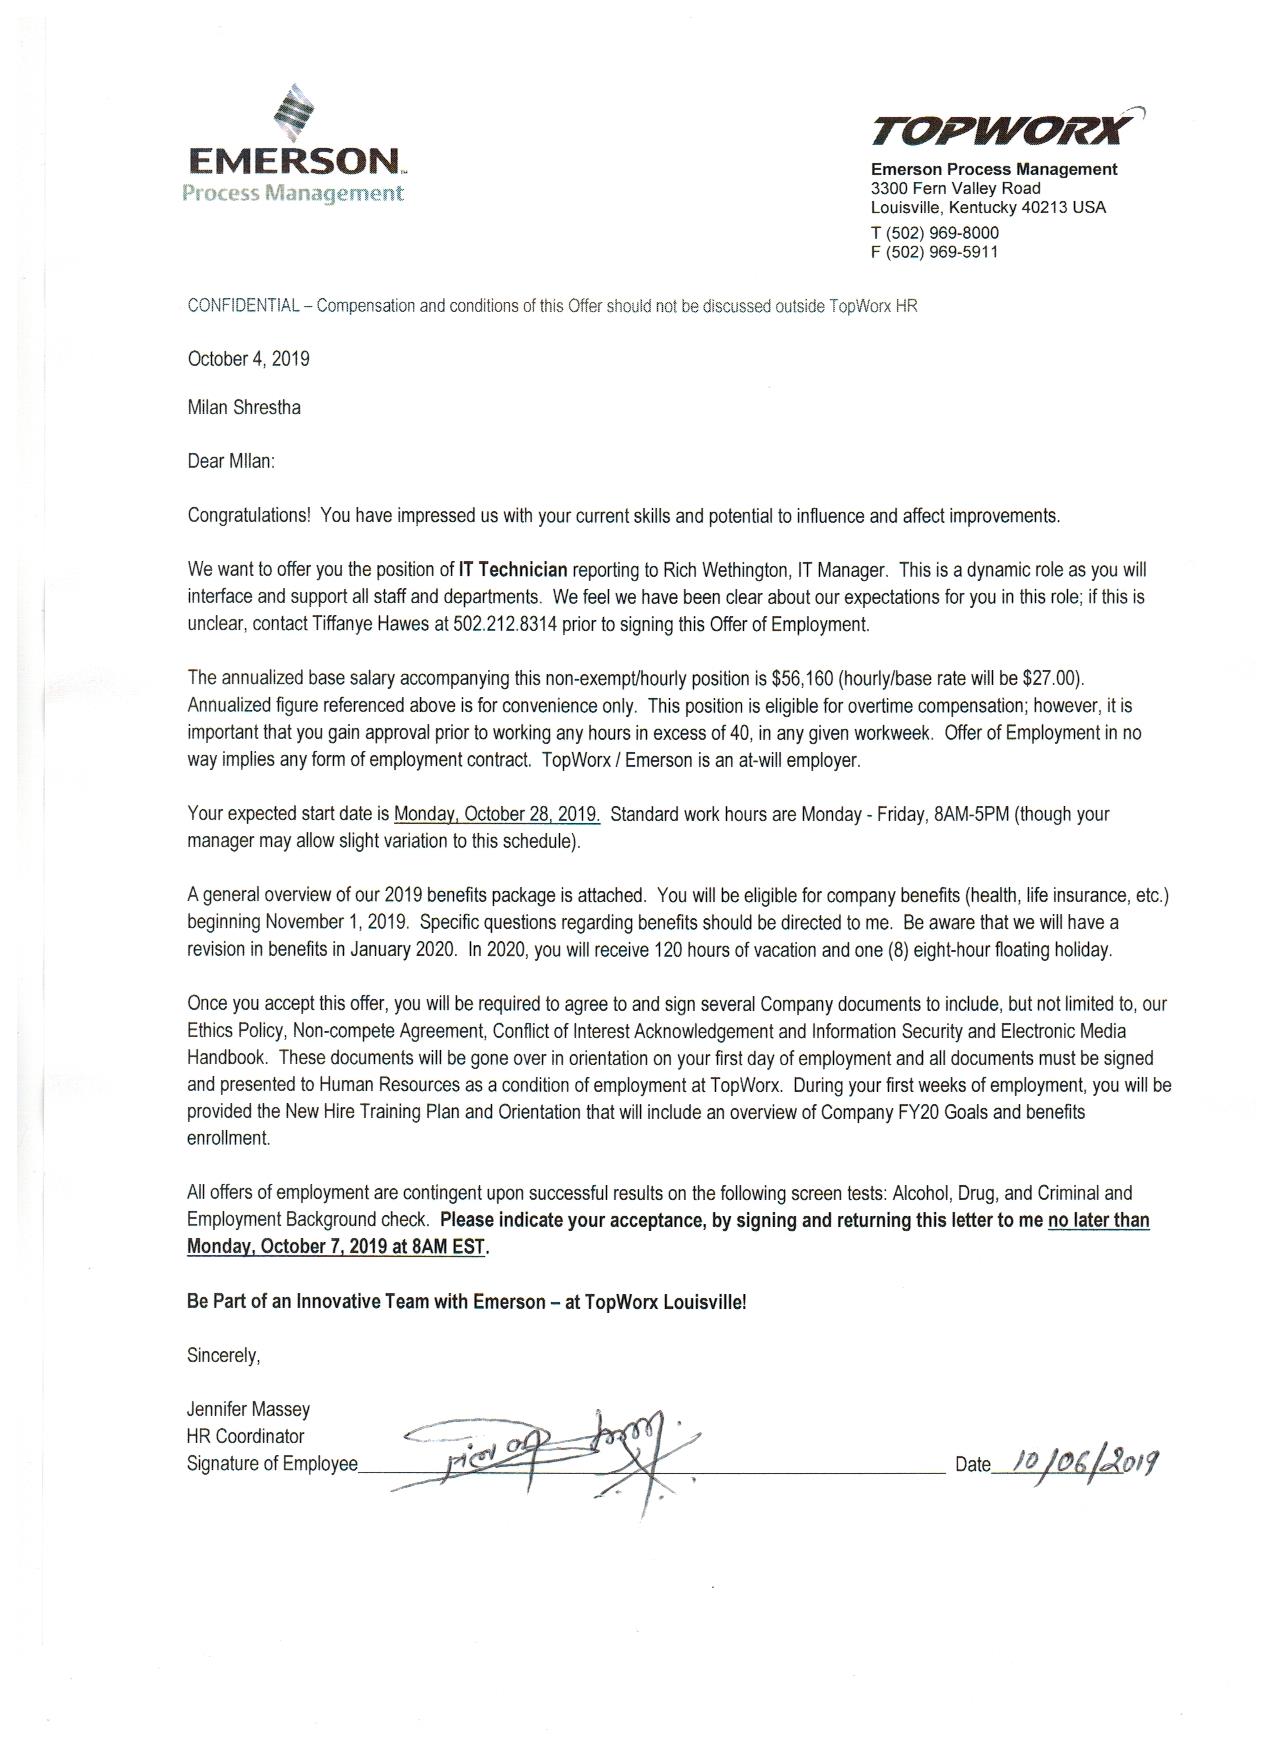 EMERSON™
Process Management
TOPWORX
Emerson Process Management
3300 Fern Valley Road
Louisville, Kentucky 40213 USA
T (502) 969-8000
F (502) 969-5911
CONFIDENTIAL – Compensation and conditions of this Offer should not be discussed outside TopWorx HR
October 4, 2019
Milan Shrestha
Dear MIlan:
Congratulations!  You have impressed us with your current skills and potential to influence and affect improvements.
We want to offer you the position of IT Technician reporting to Rich Wethington, IT Manager.  This is a dynamic role as you will
interface and support all staff and departments.  We feel we have been clear about our expectations for you in this role; if this is
unclear, contact Tiffanye Hawes at 502.212.8314 prior to signing this Offer of Employment.
The annualized base salary accompanying this non-exempt/hourly position is $56,160 (hourly/base rate will be $27.00).
Annualized figure referenced above is for convenience only.  This position is eligible for overtime compensation; however, it is
important that you gain approval prior to working any hours in excess of 40, in any given workweek.  Offer of Employment in no
way implies any form of employment contract.  TopWorx / Emerson is an at-will employer.
Your expected start date is Monday, October 28, 2019.  Standard work hours are Monday - Friday, 8AM-5PM (though your
manager may allow slight variation to this schedule).
A general overview of our 2019 benefits package is attached.  You will be eligible for company benefits (health, life insurance, etc.)
beginning November 1, 2019.  Specific questions regarding benefits should be directed to me.  Be aware that we will have a
revision in benefits in January 2020.  In 2020, you will receive 120 hours of vacation and one (8) eight-hour floating holiday.
Once you accept this offer, you will be required to agree to and sign several Company documents to include, but not limited to, our
Ethics Policy, Non-compete Agreement, Conflict of Interest Acknowledgement and Information Security and Electronic Media
Handbook.  These documents will be gone over in orientation on your first day of employment and all documents must be signed
and presented to Human Resources as a condition of employment at TopWorx.  During your first weeks of employment, you will be
provided the New Hire Training Plan and Orientation that will include an overview of Company FY20 Goals and benefits
enrollment.
All offers of employment are contingent upon successful results on the following screen tests: Alcohol, Drug, and Criminal and
Employment Background check.  Please indicate your acceptance, by signing and returning this letter to me no later than
Monday, October 7, 2019 at 8AM EST.
Be Part of an Innovative Team with Emerson – at TopWorx Louisville!
Sincerely,
Jennifer Massey
HR Coordinator
Signature of Employee Date 10/06/2019